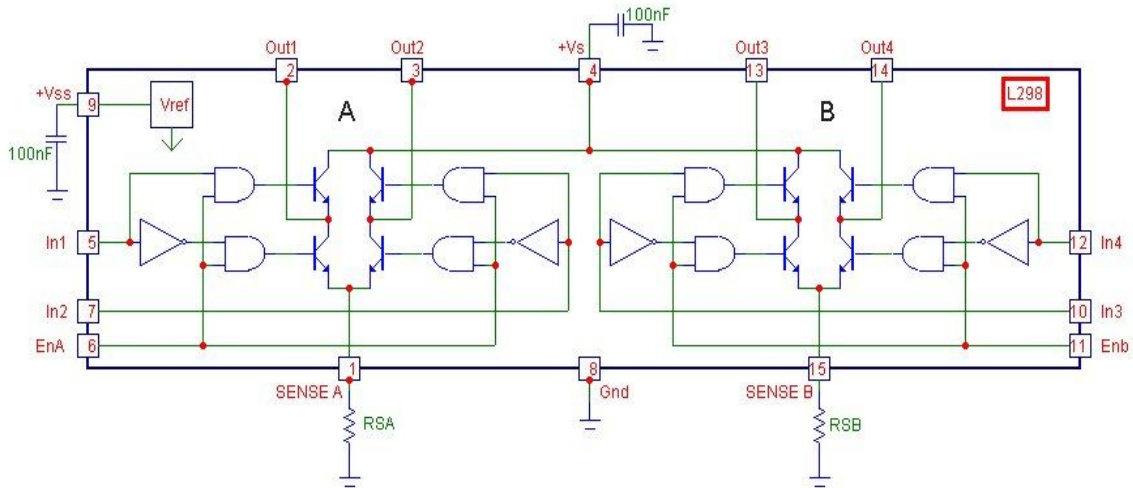 100nF
Out1
Out2
+Vs
Out3
Out4
2
3
4
13
14
+Vss
9
Vref
A
B
L298
100nF
In1
5
12
In4
In2
7
10
In3
EnA
6
11
Enb
1
8
15
SENSE A
Gnd
SENSE B
RSA
RSB